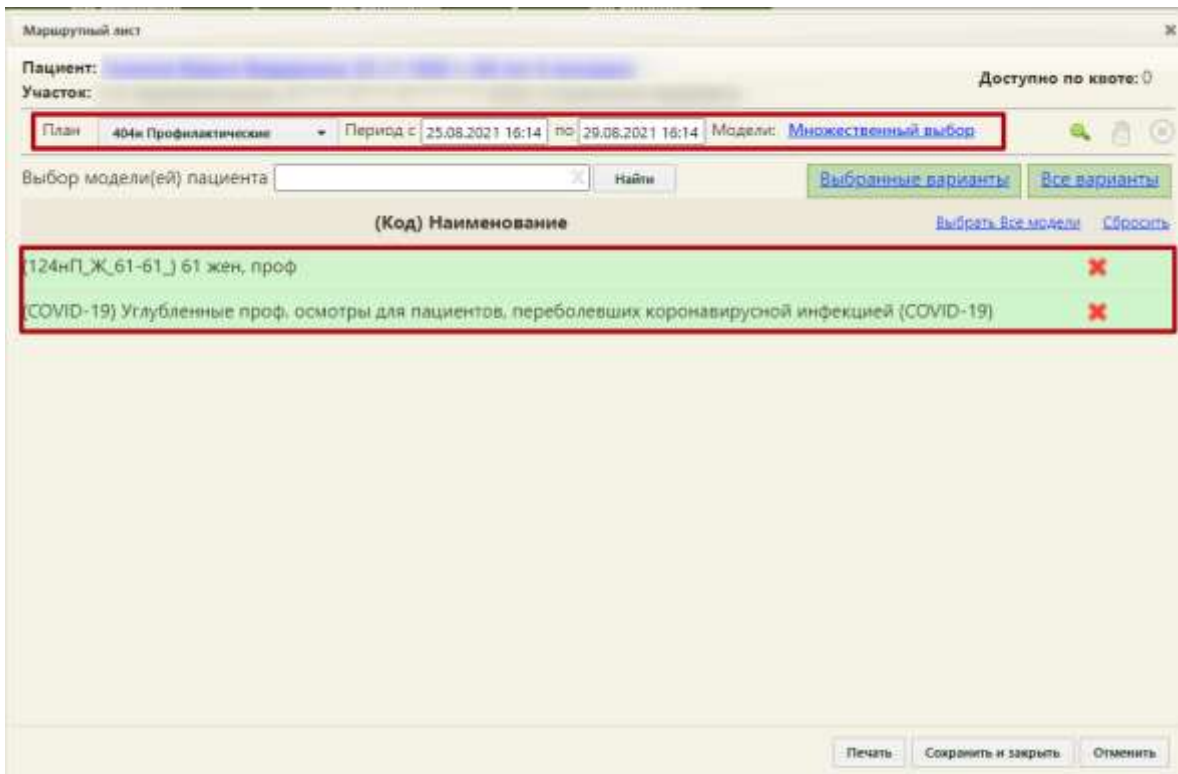 Маршрутный лист
Пациент:
Участок:
Доступно по квоте: 0
План 404н Профилактические Период с 25.08.2021 16:14 по 29.08.2021 16:14 Модели: Множественный выбор
Выбор модели(ей) пациента Найти Выбранные варианты Все варианты
(Код) Наименование Выбрать Все модели Сбросить
(124нП_Ж_61-61_) 61 жен, проф
(COVID-19) Углубленные проф. осмотры для пациентов, переболевших коронавирусной инфекцией (COVID-19)
Печать Сохранить и закрыть Отменить